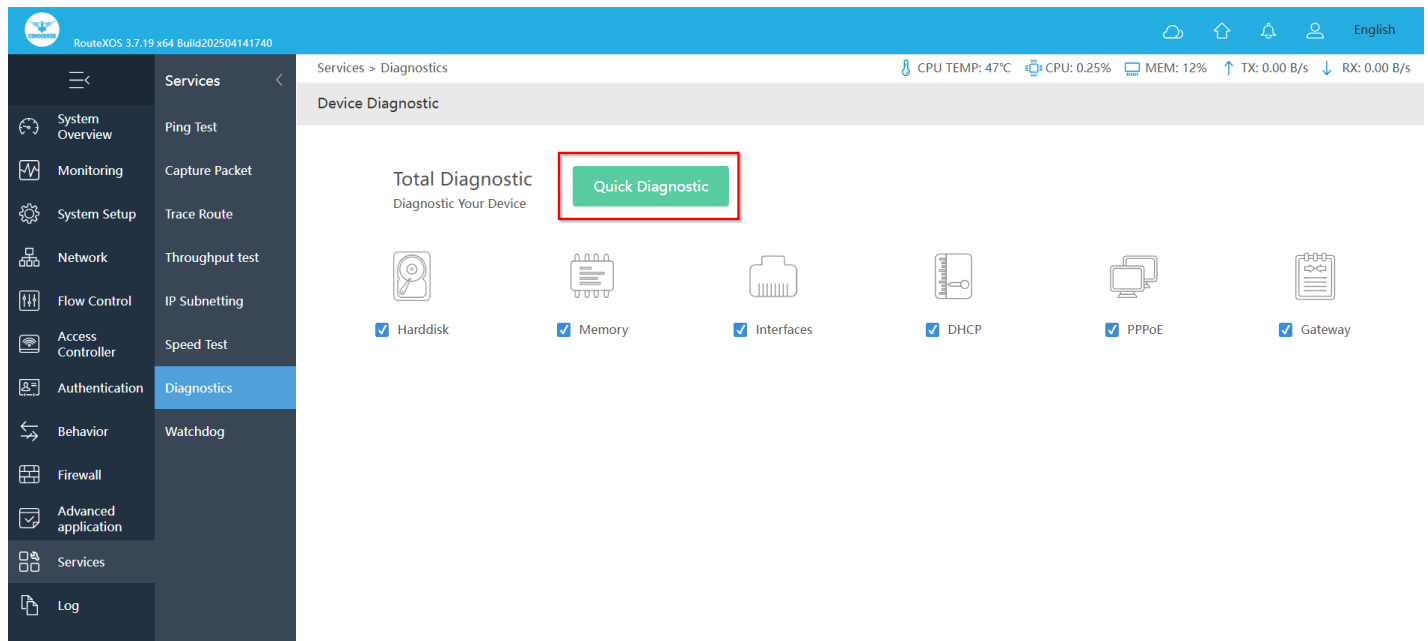 COMMANDO
RouteXOS 3.7.19 x64 Build202504141740
English
Services > Diagnostics
CPU TEMP: 47℃ CPU: 0.25% MEM: 12% TX: 0.00 B/s RX: 0.00 B/s
Device Diagnostic
System
Overview
Monitoring
System Setup
Network
Flow Control
Access
Controller
Authentication
Behavior
Firewall
Advanced
application
Services
Log
Services
Ping Test
Capture Packet
Trace Route
Throughput test
IP Subnetting
Speed Test
Diagnostics
Watchdog
Total Diagnostic
Diagnostic Your Device
Quick Diagnostic
Harddisk Memory Interfaces DHCP PPPoE Gateway